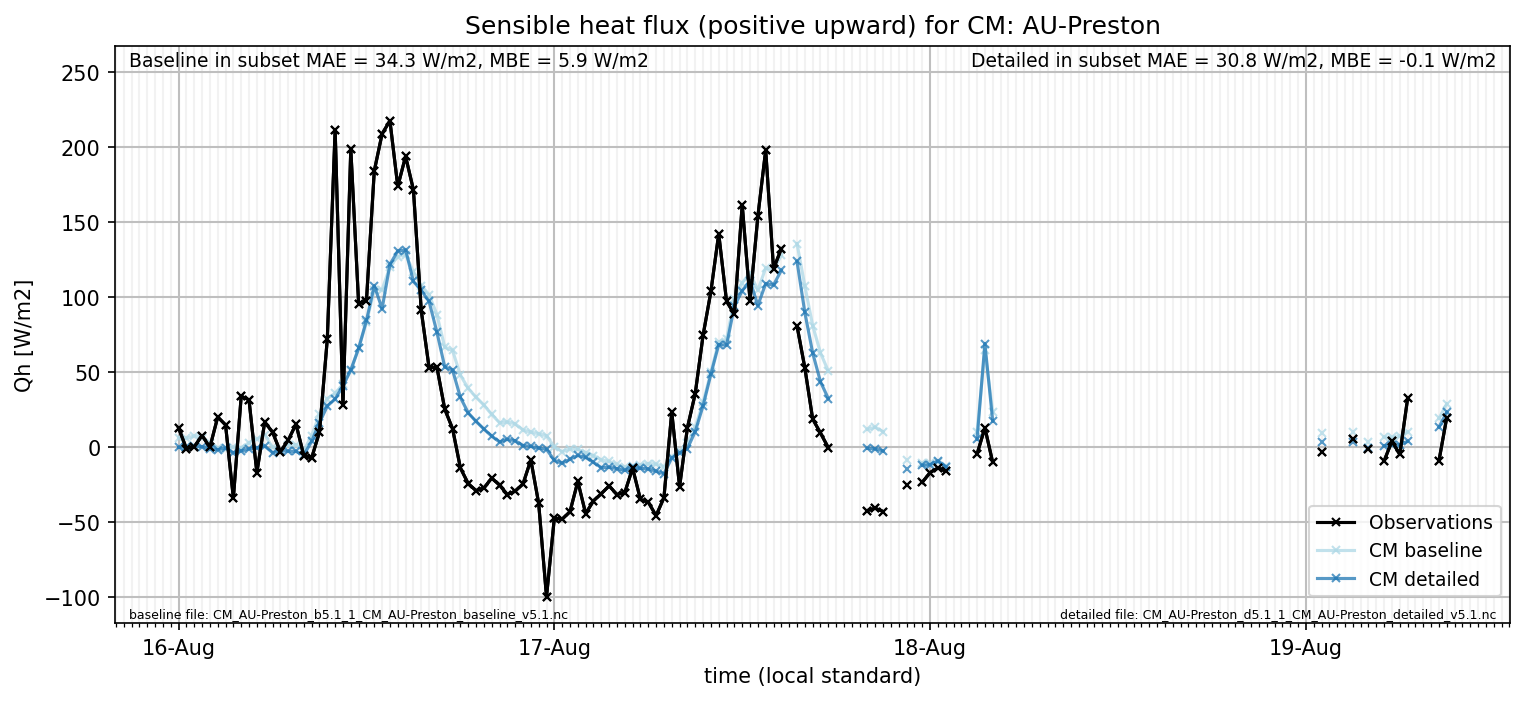 Sensible heat flux (positive upward) for CM: AU-Preston
Baseline in subset MAE = 34.3 W/m2, MBE = 5.9 W/m2
Detailed in subset MAE = 30.8 W/m2, MBE = -0.1 W/m2
250
200
150
100
50
0
−50
−100
Qh [W/m2]
Observations
CM baseline
CM detailed
baseline file: CM_AU-Preston_b5.1_1_CM_AU-Preston_baseline_v5.1.nc
detailed file: CM_AU-Preston_d5.1_1_CM_AU-Preston_detailed_v5.1.nc
16-Aug
17-Aug
18-Aug
19-Aug
time (local standard)